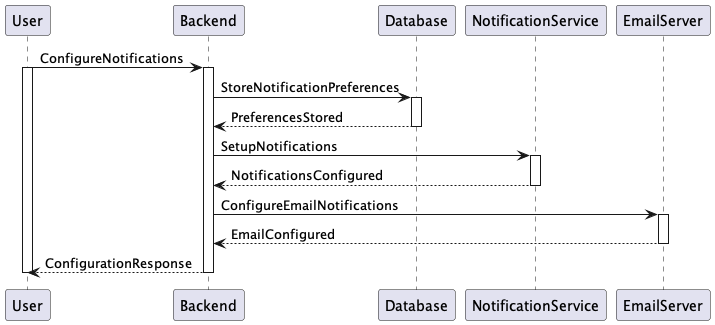 User Backend Database NotificationService EmailServer
ConfigureNotifications
StoreNotificationPreferences
PreferencesStored
SetupNotifications
NotificationsConfigured
ConfigureEmailNotifications
EmailConfigured
ConfigurationResponse
User Backend Database NotificationService EmailServer